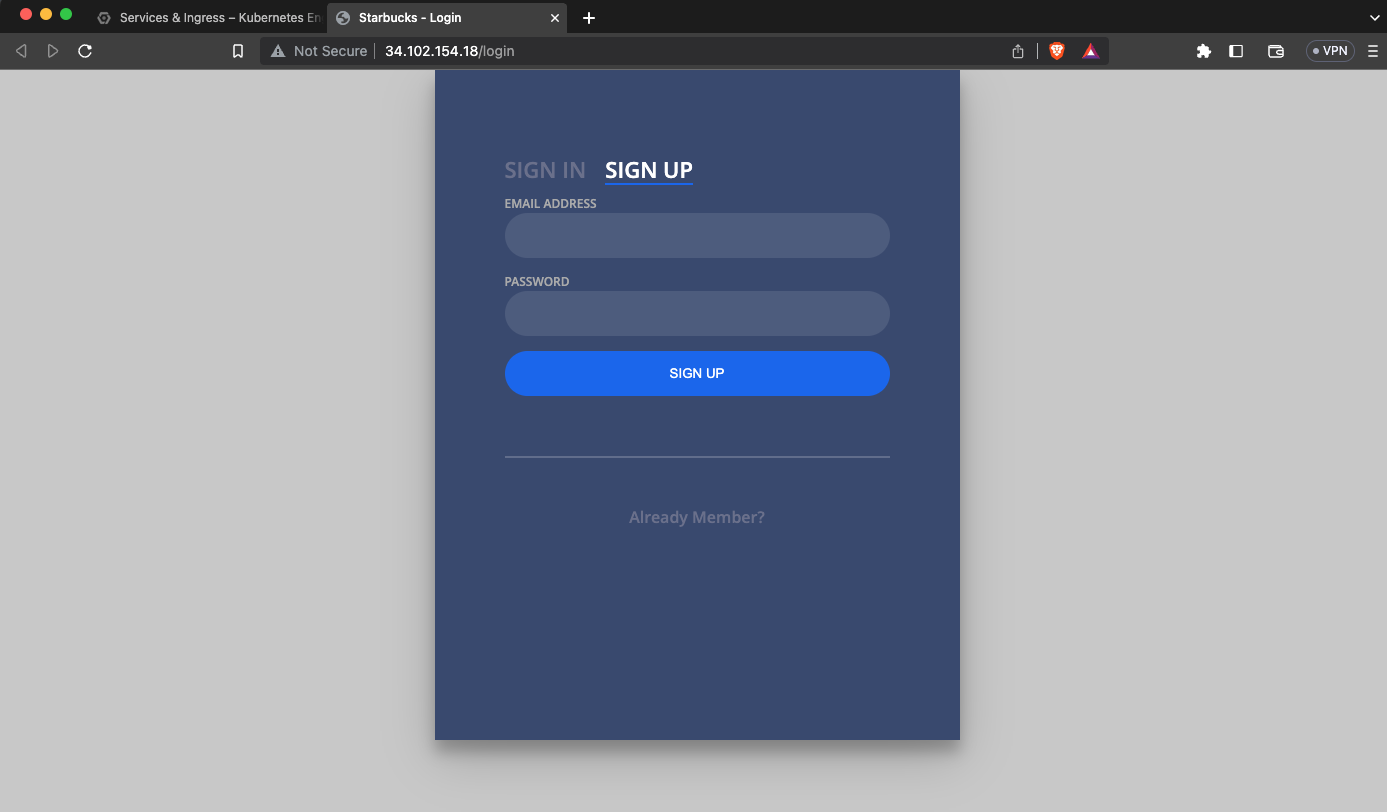 Services & Ingress – Kubernetes En
Starbucks - Login
Not Secure
34.102.154.18/login
VPN
SIGN IN SIGN UP
EMAIL ADDRESS
PASSWORD
SIGN UP
Already Member?